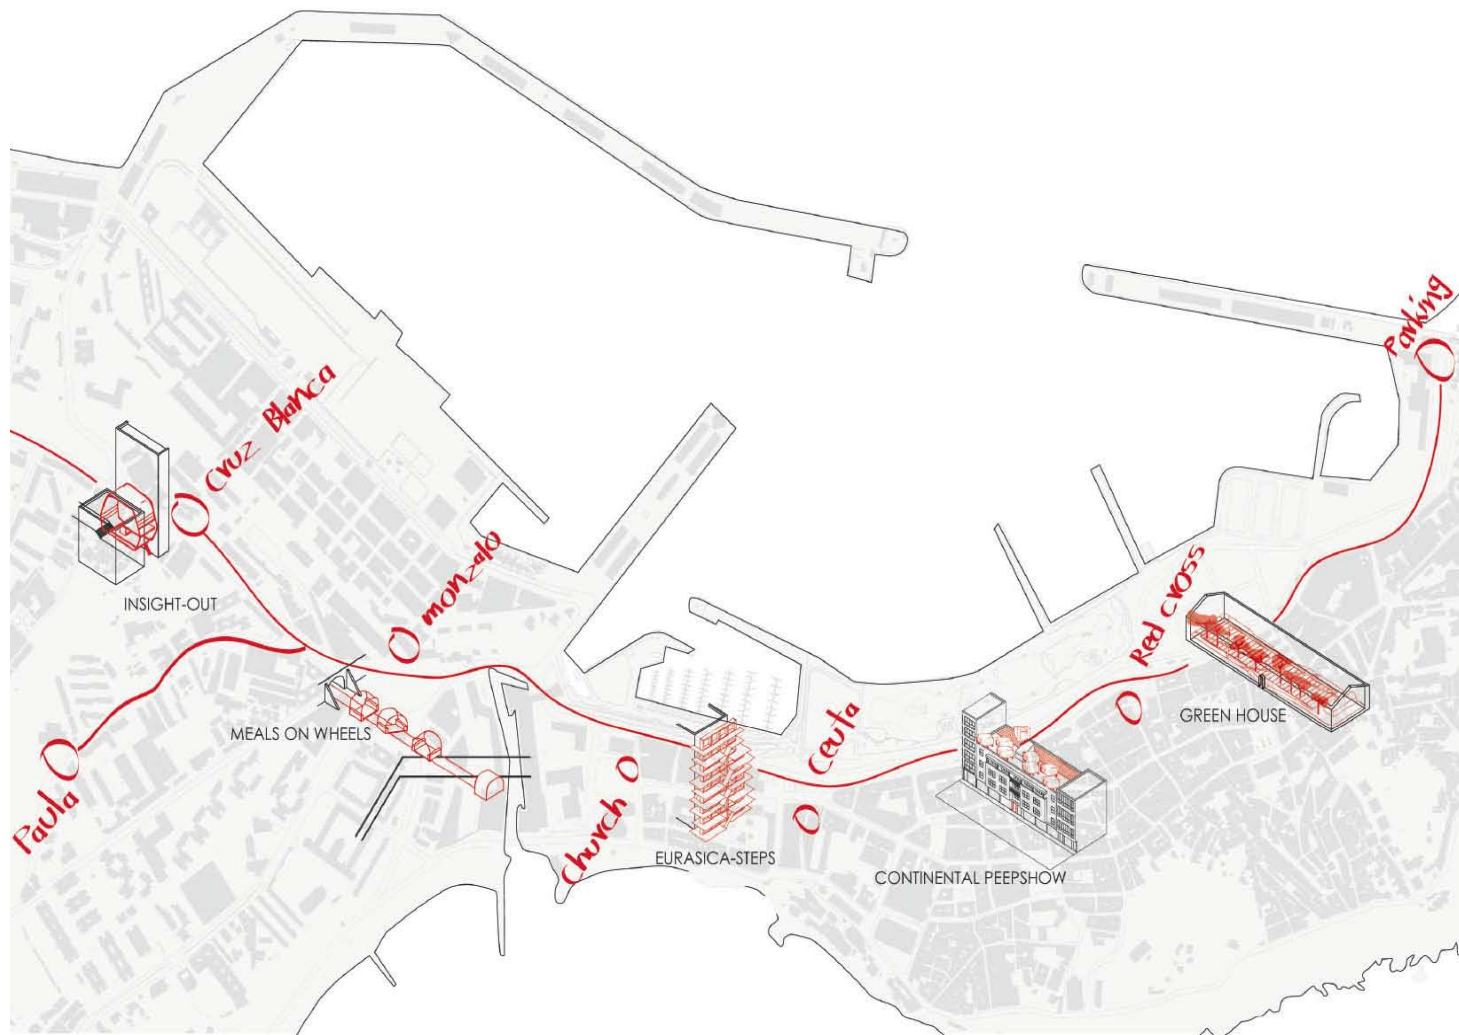 Parking
Cruz Blanca
monzalo
Red cross
INSIGHT-OUT
GREEN HOUSE
MEALS ON WHEELS
Ceuta
Paula
Church
EURASICA-STEPS
CONTINENTAL PEEPSHOW